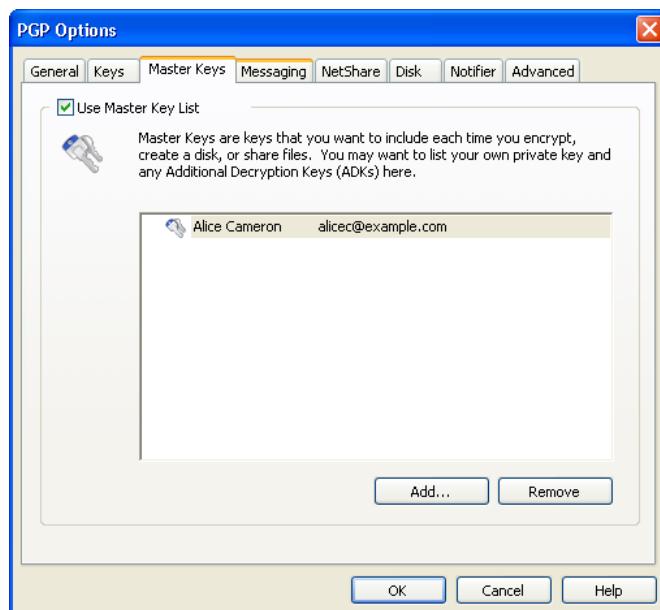 PGP Options
General Keys Master Keys Messaging NetShare Disk Notifier Advanced
Use Master Key List
Master Keys are keys that you want to include each time you encrypt,
create a disk, or share files. You may want to list your own private key and
any Additional Decryption Keys (ADKs) here.
Alice Cameron alicec@example.com
Add... Remove
OK Cancel Help